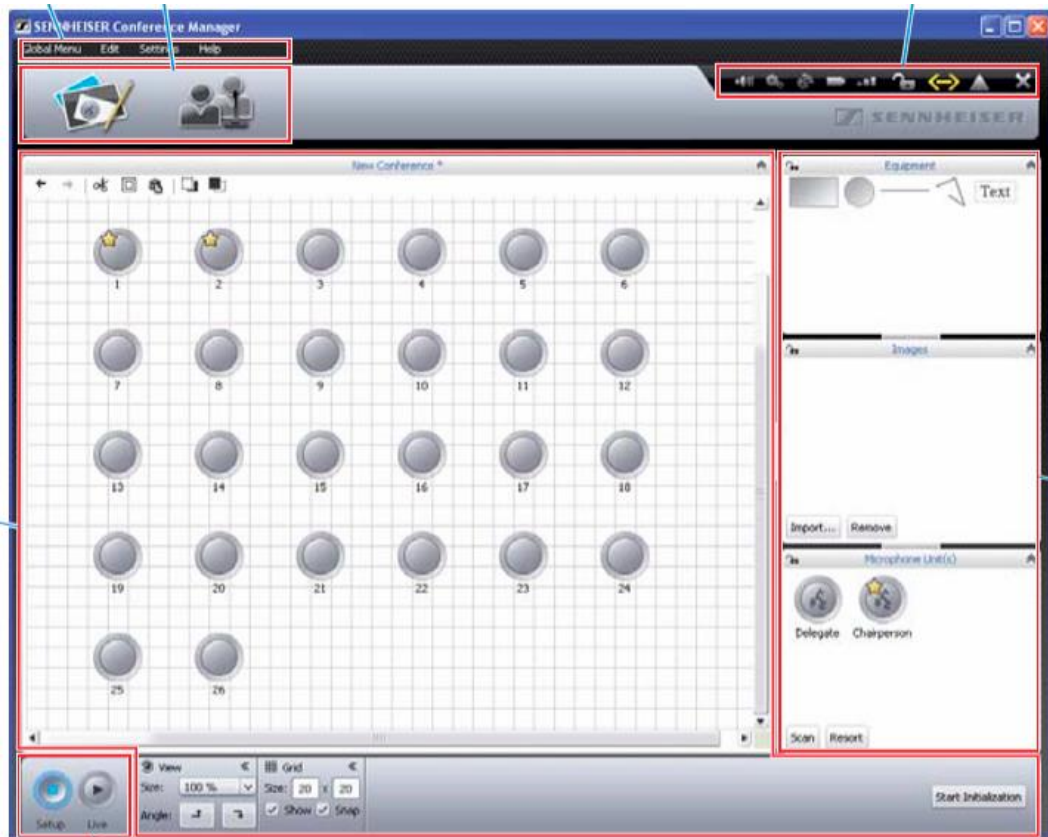 SENNHEISER Conference Manager
Global Menu Edit Settings Help
SENNHEISER
New Conference *
1 2 3 4 5 6
7 8 9 10 11 12
13 14 15 16 17 18
19 20 21 22 23 24
25 26
Equipment
Text
Images
Import... Remove
Microphone Unit(s)
Delegate Chairperson
Scan Resort
Setup Live
View
Size: 100 %
Angle:
Grid
Size: 20 x 20
Show Snap
Start Initialization